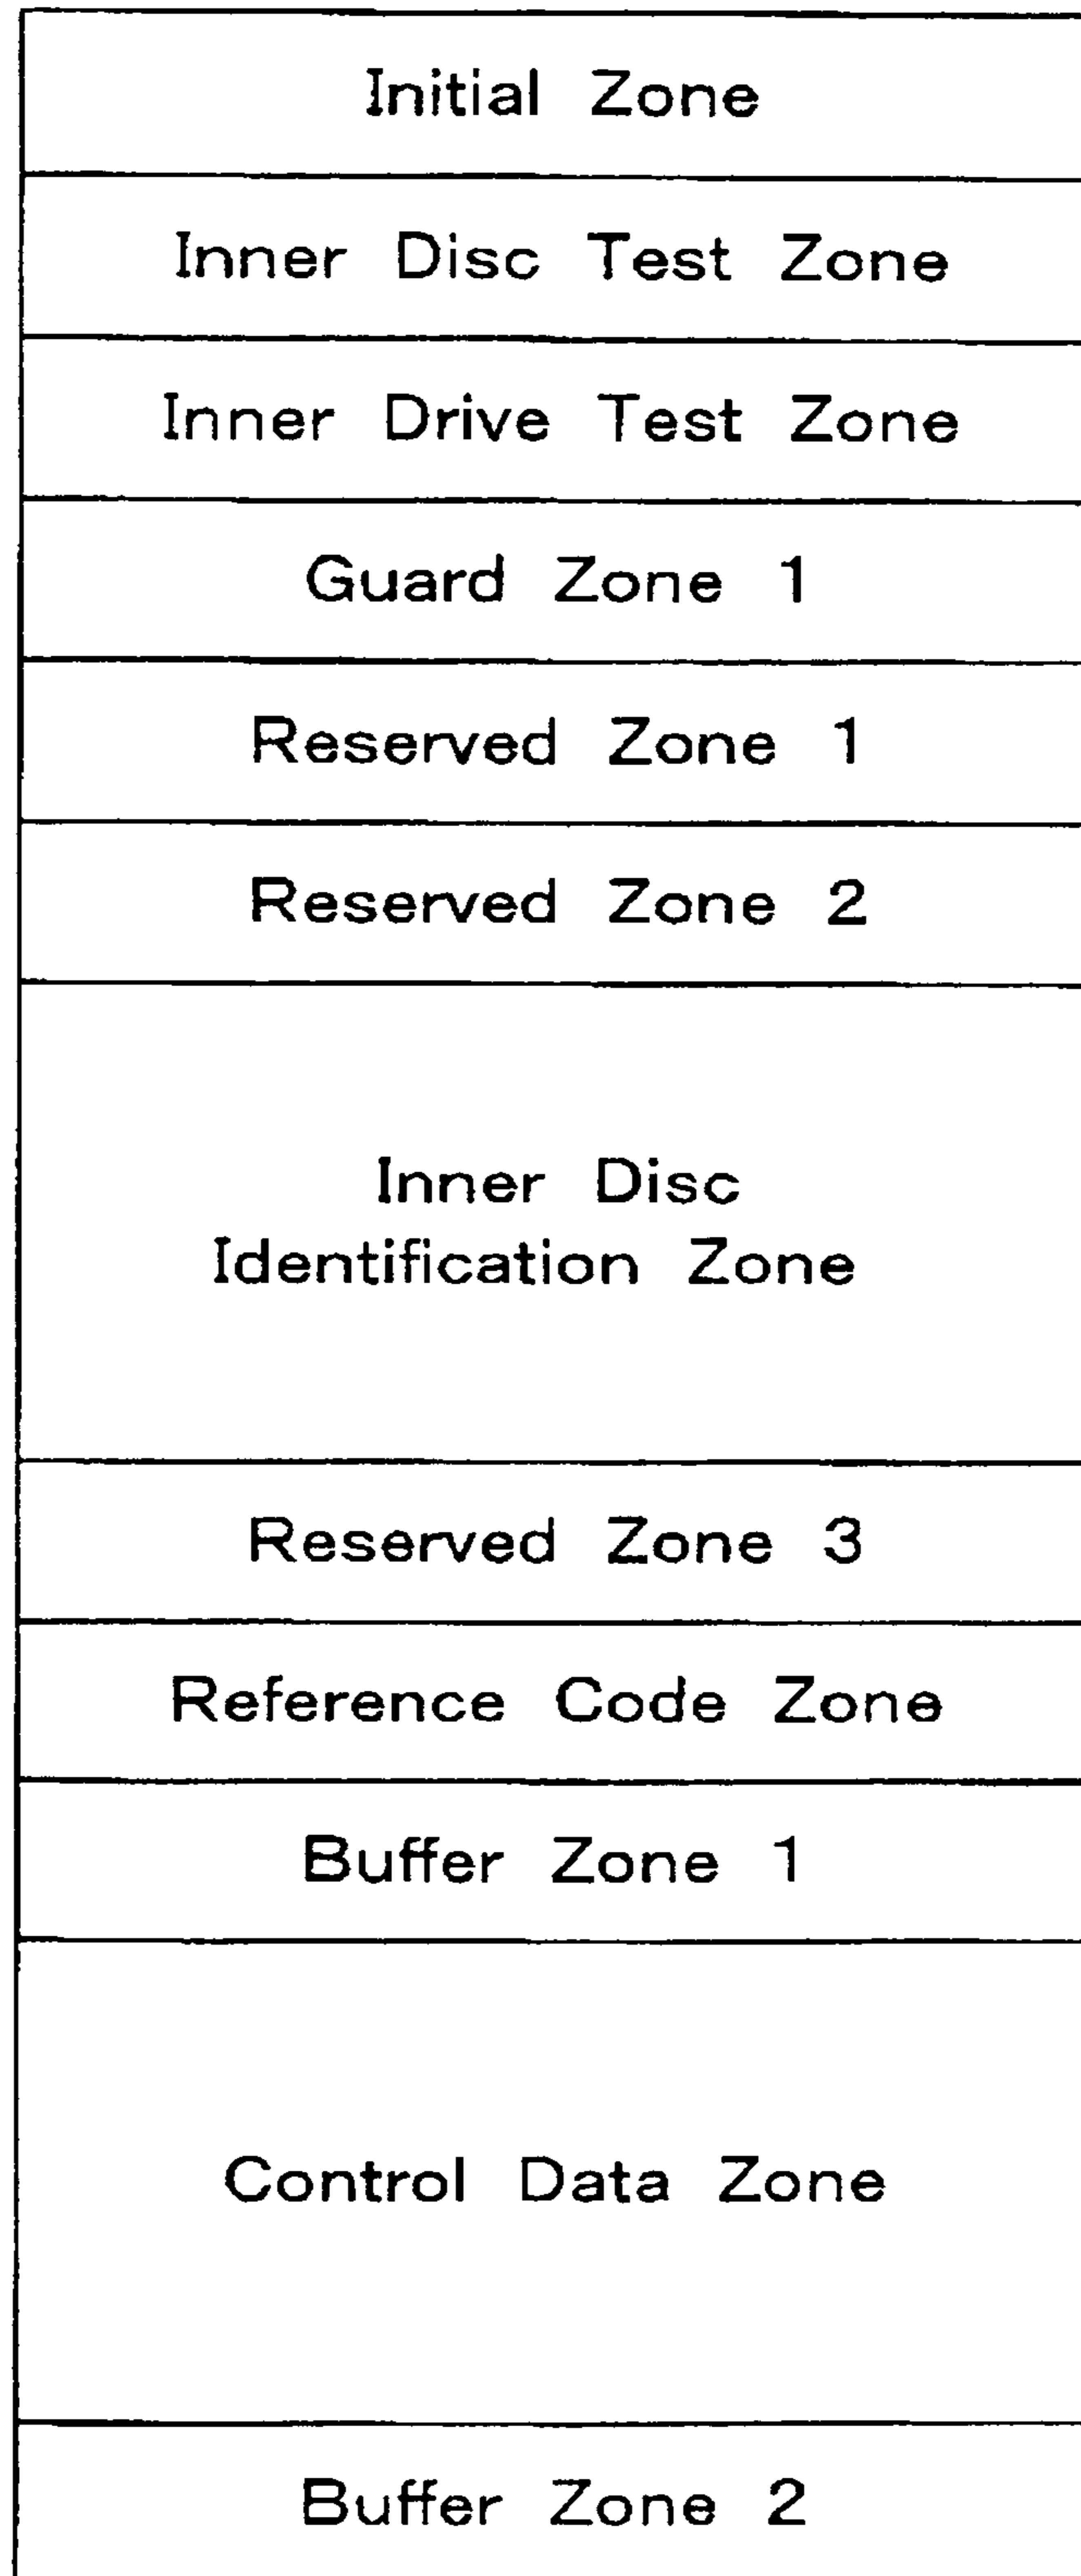 Initial Zone
Inner Disc Test Zone
Inner Drive Test Zone
Guard Zone 1
Reserved Zone 1
Reserved Zone 2
Inner Disc
Identification Zone
Reserved Zone 3
Reference Code Zone
Buffer Zone 1
Control Data Zone
Buffer Zone 2